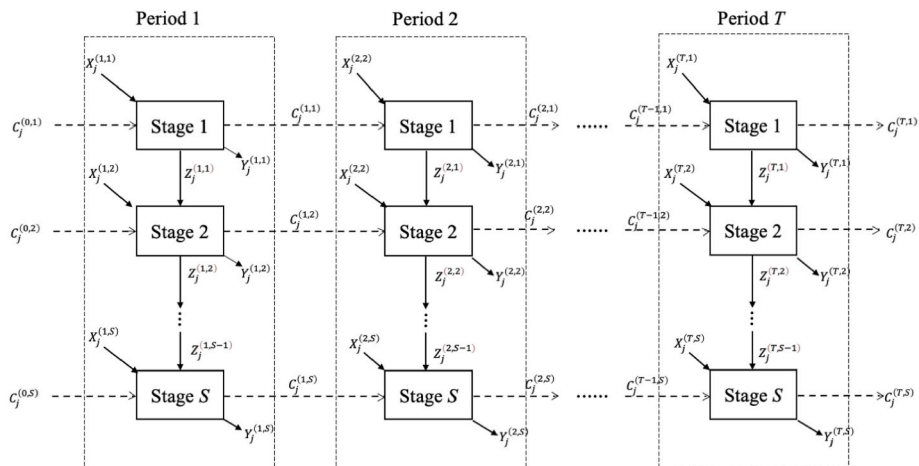 Period 1 Period 2 Period T
X_j^(1,1) X_j^(2,2) X_j^(T,1)
C_j^(0,1) Stage 1 C_j^(1,1) Stage 1 C_j^(2,1) ...... C_j^(T-1,1) Stage 1 C_j^(T,1)
Y_j^(1,1) Y_j^(2,1) Y_j^(T,1)
X_j^(1,2) Z_j^(1,1) X_j^(2,2) Z_j^(2,1) X_j^(T,2) Z_j^(T,1)
C_j^(0,2) Stage 2 C_j^(1,2) Stage 2 C_j^(2,2) ...... C_j^(T-1,2) Stage 2 C_j^(T,2)
Z_j^(1,2) Y_j^(1,2) Z_j^(2,2) Y_j^(2,2) Z_j^(T,2) Y_j^(T,2)
X_j^(1,S) Z_j^(1,S-1) X_j^(2,S) Z_j^(2,S-1) X_j^(T,S) Z_j^(T,S-1)
C_j^(0,S) Stage S C_j^(1,S) Stage S C_j^(2,S) ...... C_j^(T-1,S) Stage S C_j^(T,S)
Y_j^(1,S) Y_j^(2,S) Y_j^(T,S)